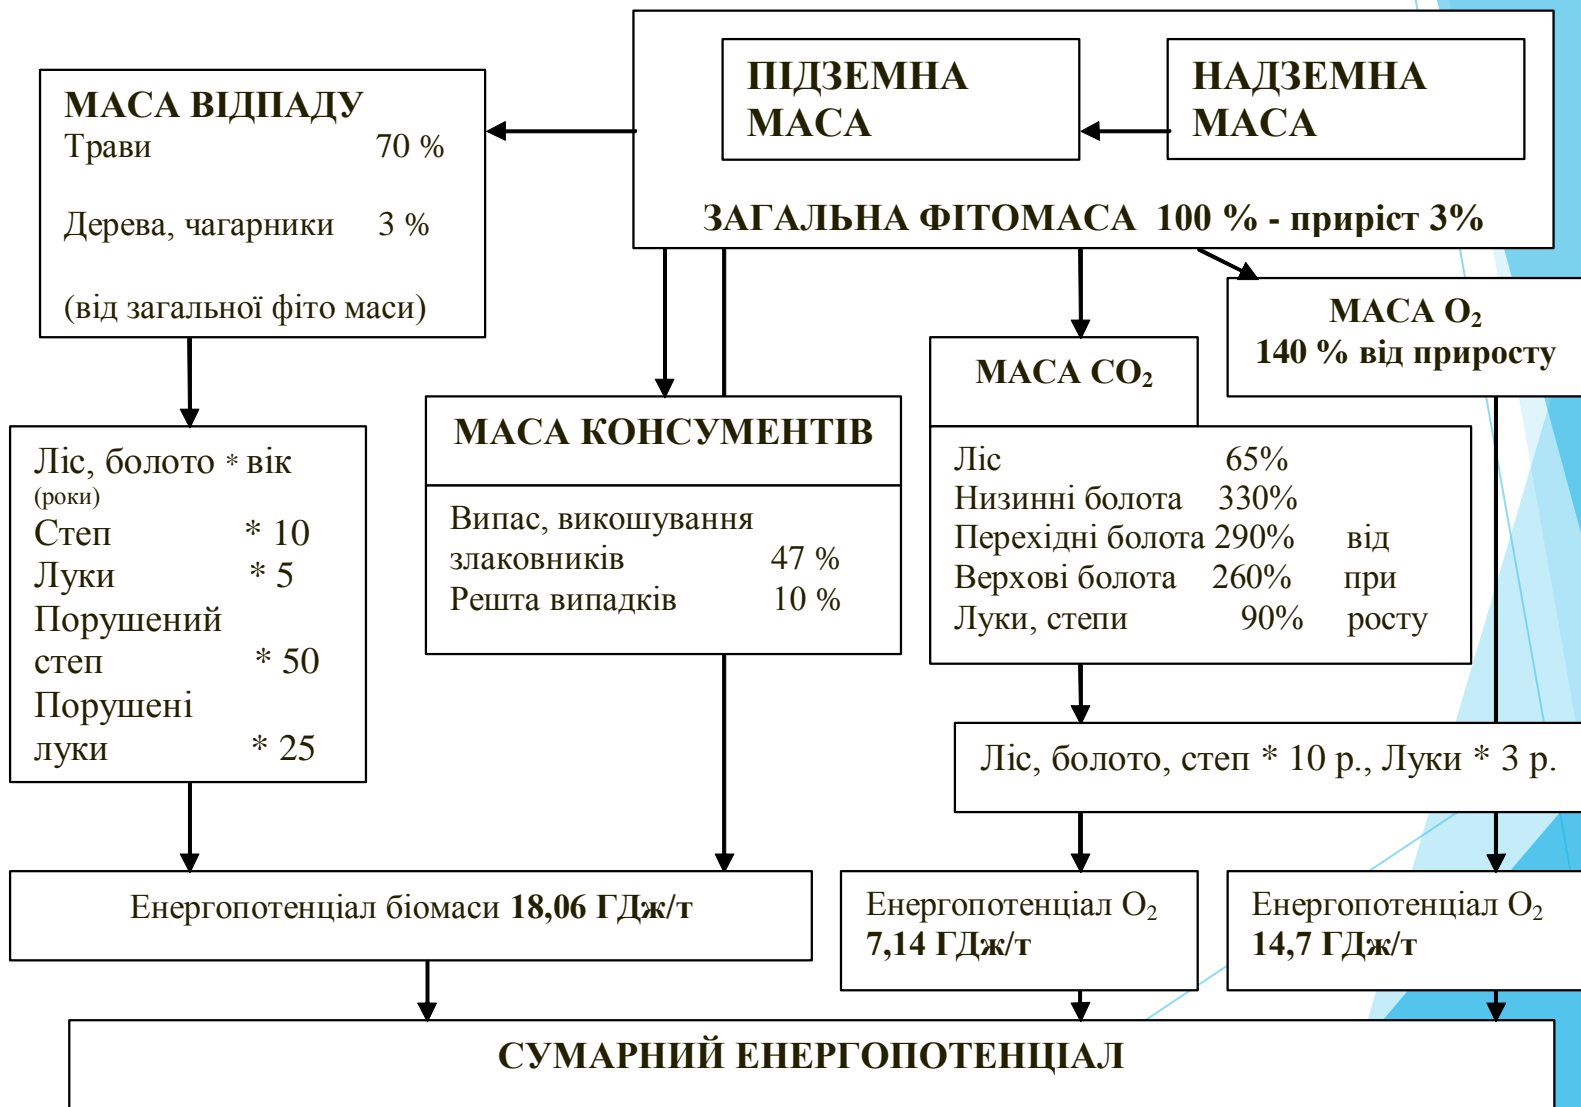 ПІДЗЕМНА
МАСА
НАДЗЕМНА
МАСА
ЗАГАЛЬНА ФІТОМАСА 100 % - приріст 3%
МАСА ВІДПАДУ
Трави 70 %
Дерева, чагарники 3 %
(від загальної фіто маси)
МАСА О₂
140 % від приросту
МАСА СО₂
Ліс 65%
Низинні болота 330%
Перехідні болота 290% від
Верхові болота 260% при
Луки, степи 90% росту
МАСА КОНСУМЕНТІВ
Випас, викошування
злаковників 47 %
Решта випадків 10 %
Ліс, болото * вік
(роки)
Степ * 10
Луки * 5
Порушений
степ * 50
Порушені
луки * 25
Ліс, болото, степ * 10 р., Луки * 3 р.
Енергопотенціал біомаси 18,06 ГДж/т
Енергопотенціал О₂
7,14 ГДж/т
Енергопотенціал О₂
14,7 ГДж/т
СУМАРНИЙ ЕНЕРГОПОТЕНЦІАЛ